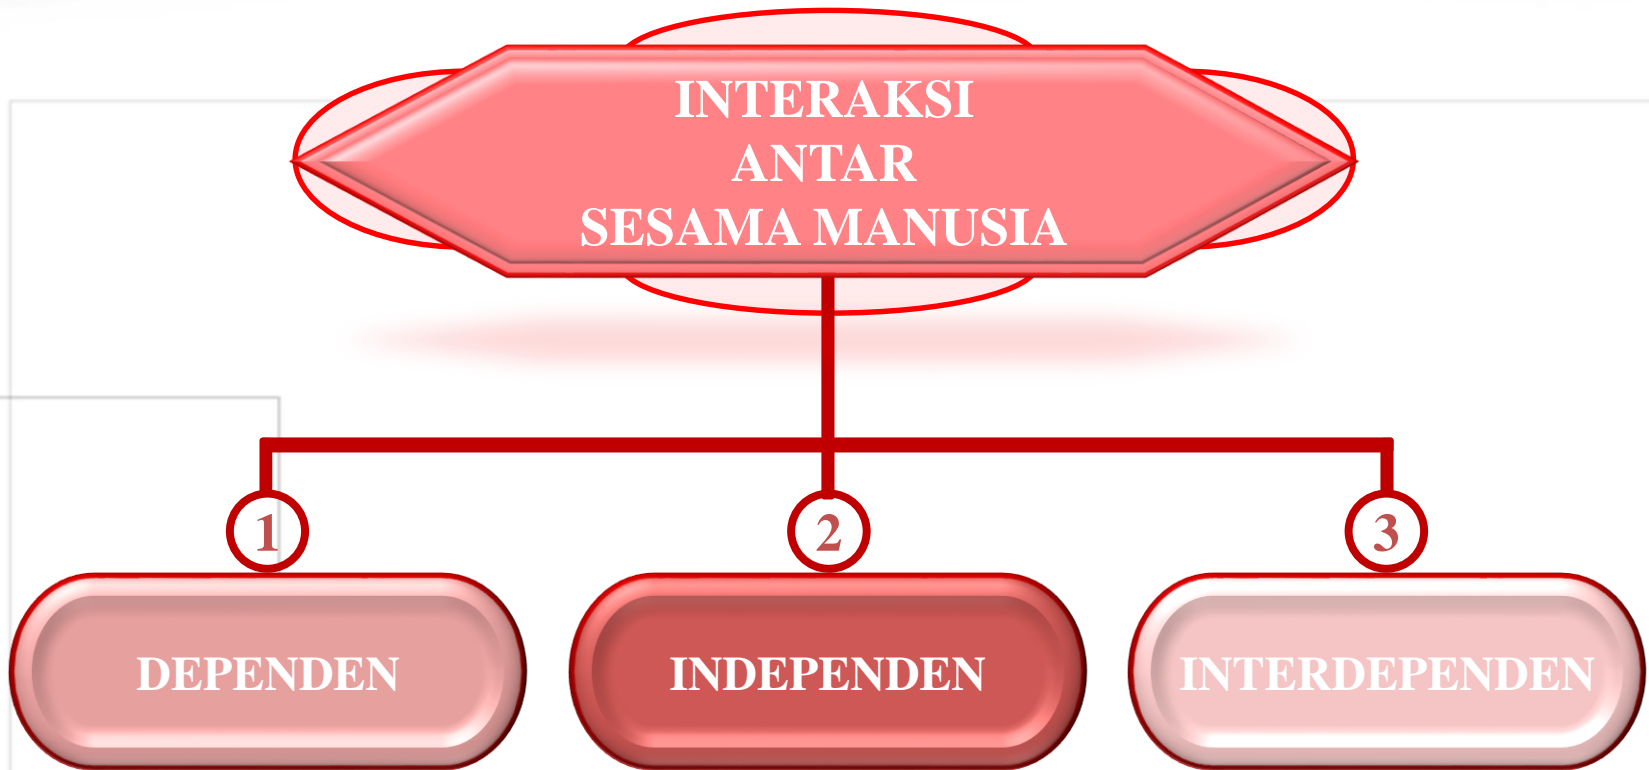 INTERAKSI
ANTAR
SESAMA MANUSIA
1
2
3
DEPENDEN
INDEPENDEN
INTERDEPENDEN